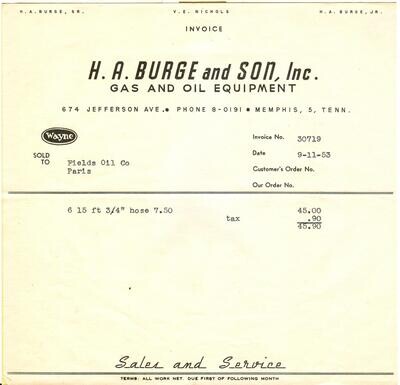 H. A. BURGE, SR. V. E. NICHOLS H. A. BURGE, JR.
INVOICE
H. A. BURGE and SON, Inc.
GAS AND OIL EQUIPMENT
674 JEFFERSON AVE. • PHONE 8-0191 • MEMPHIS, 5, TENN.
Wayne
Invoice No. 30719
SOLD TO Fields Oil Co
Paris
Date 9-11-53
Customer's Order No.
Our Order No.
6 15 ft 3/4" hose 7.50 45.00
tax .90
45.90
Sales and Service
TERMS: ALL WORK NET. DUE FIRST OF FOLLOWING MONTH